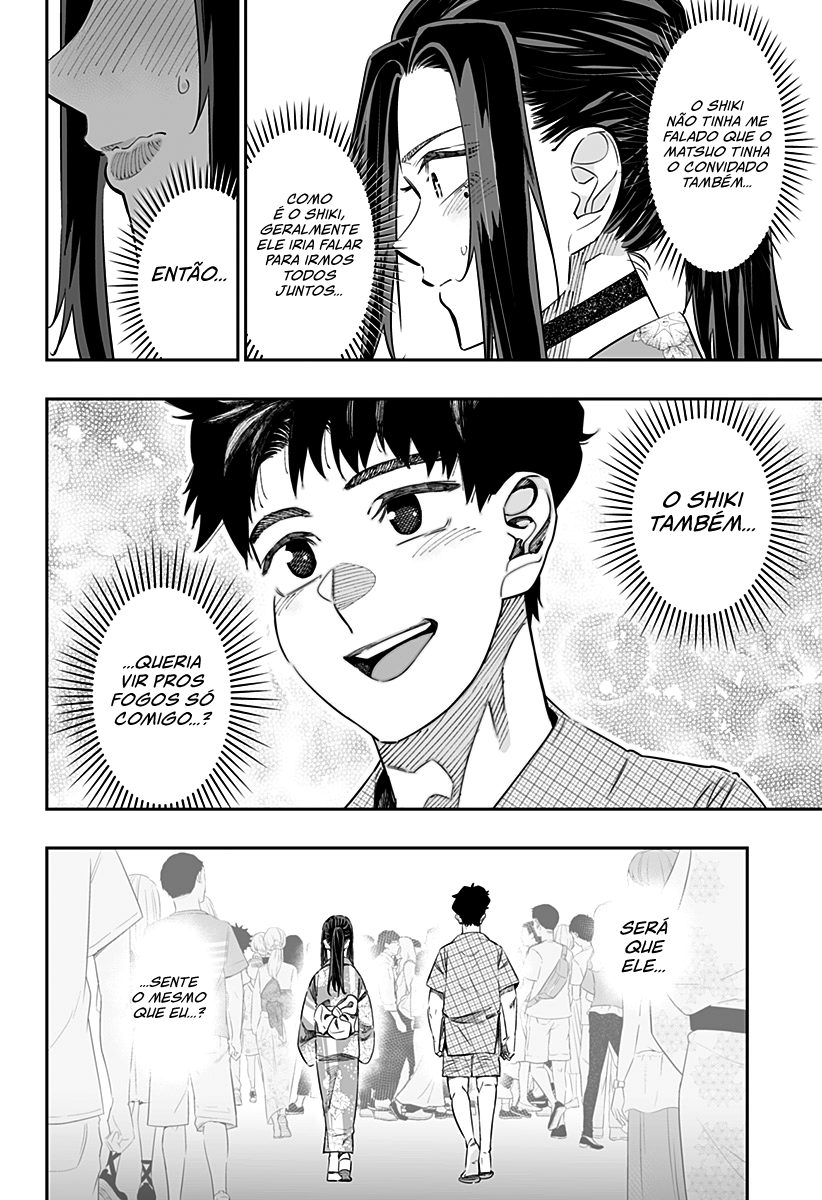 O SHIKI
NÃO TINHA ME
FALADO QUE O
MATSUO TINHA
O CONVIDADO
TAMBÉM...
COMO
É O SHIKI,
GERALMENTE
ELE IRIA FALAR
PARA IRMOS
TODOS
JUNTOS...
ENTÃO...
O SHIKI
TAMBÉM...
...QUERIA
VIR PROS
FOGOS SÓ
COMIGO...?
SERÁ
QUE
ELE...
...SENTE
O MESMO
QUE EU...?